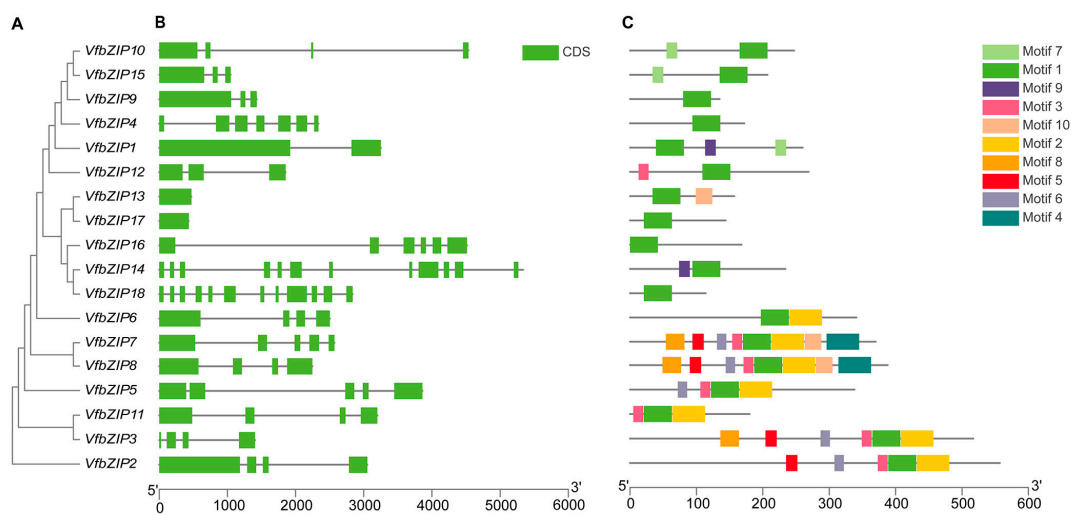 A B C
VfbZIP10
VfbZIP15
VfbZIP9
VfbZIP4
VfbZIP1
VfbZIP12
VfbZIP13
VfbZIP17
VfbZIP16
VfbZIP14
VfbZIP18
VfbZIP6
VfbZIP7
VfbZIP8
VfbZIP5
VfbZIP11
VfbZIP3
VfbZIP2
CDS
5' 3'
0 1000 2000 3000 4000 5000 6000
Motif 7
Motif 1
Motif 9
Motif 3
Motif 10
Motif 2
Motif 8
Motif 5
Motif 6
Motif 4
5' 3'
0 100 200 300 400 500 600